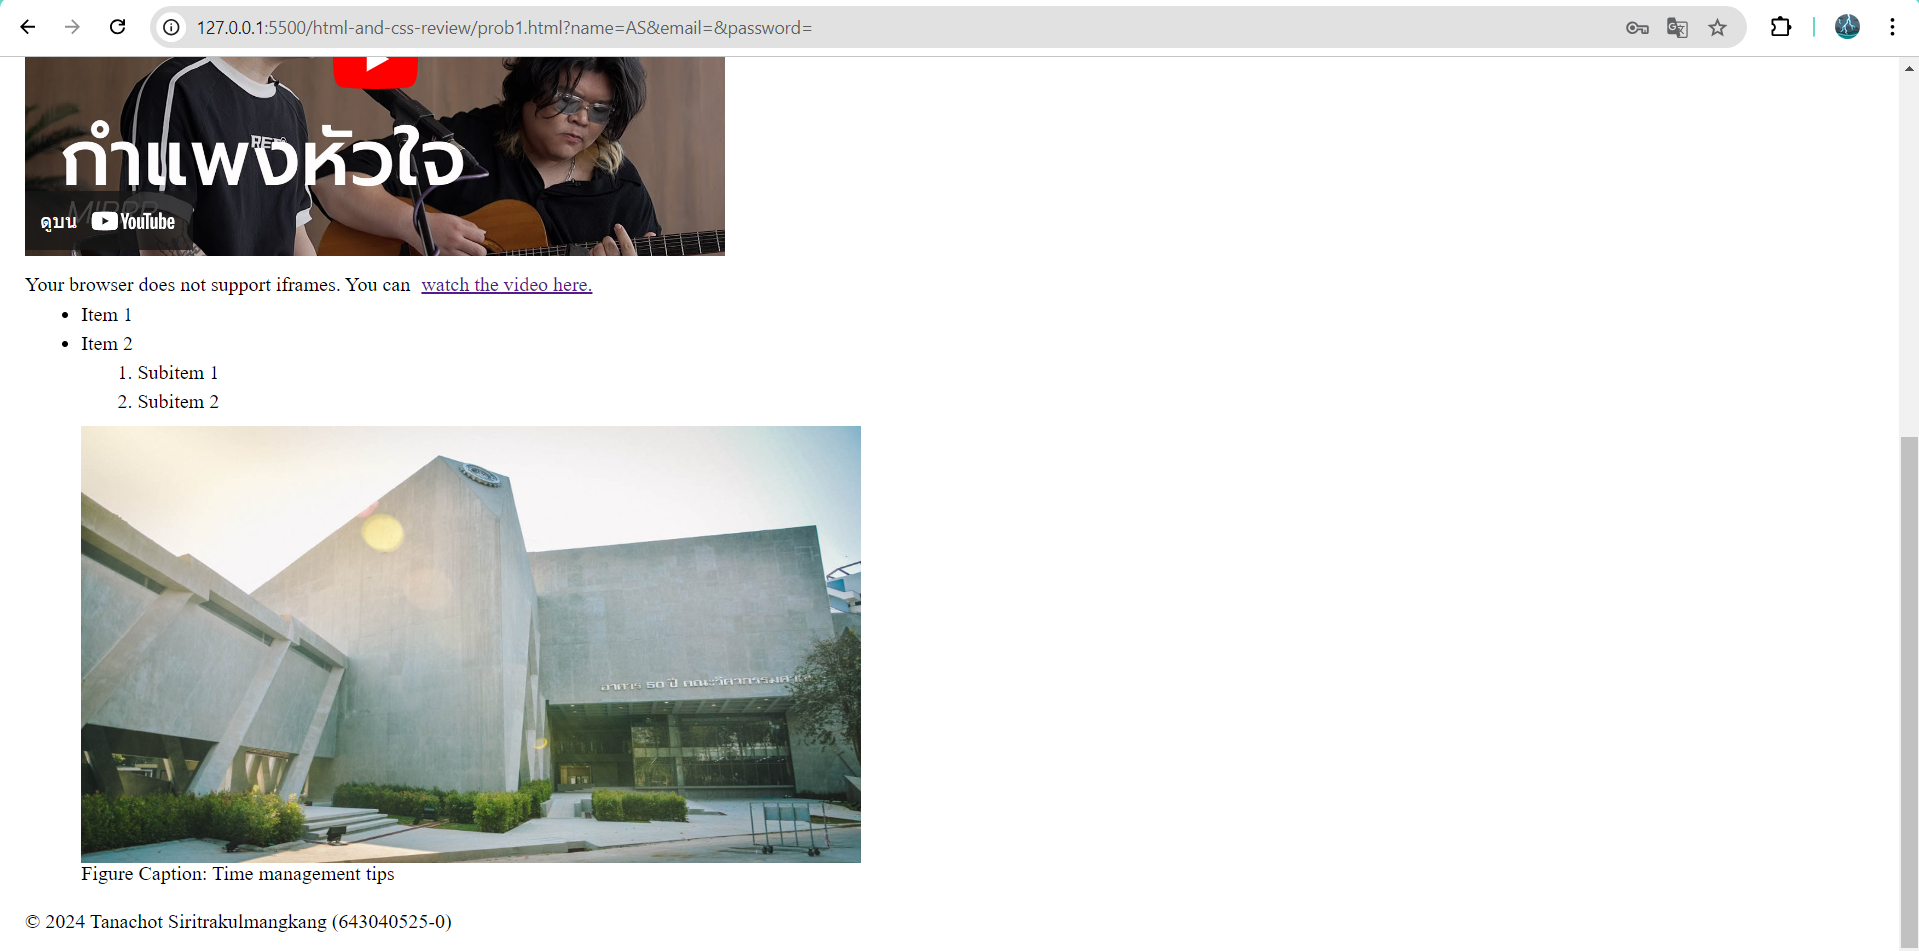 127.0.0.1:5500/html-and-css-review/prob1.html?name=AS&email=&password=
กำแพงหัวใจ
ดูบน YouTube
Your browser does not support iframes. You can watch the video here.
• Item 1
• Item 2
1. Subitem 1
2. Subitem 2
อาคาร 50 ปี คณะวิศวกรรมศาสตร์
Figure Caption: Time management tips
© 2024 Tanachot Siritrakulmangkang (643040525-0)